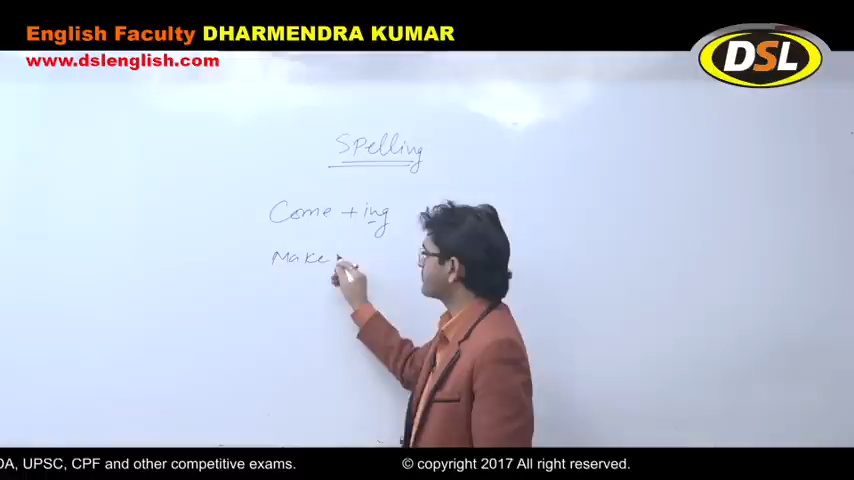 English Faculty DHARMENDRA KUMAR
www.dslenglish.com
DSL
Spelling
Come + ing
Make
DA, UPSC, CPF and other competitive exams.
© copyright 2017 All right reserved.